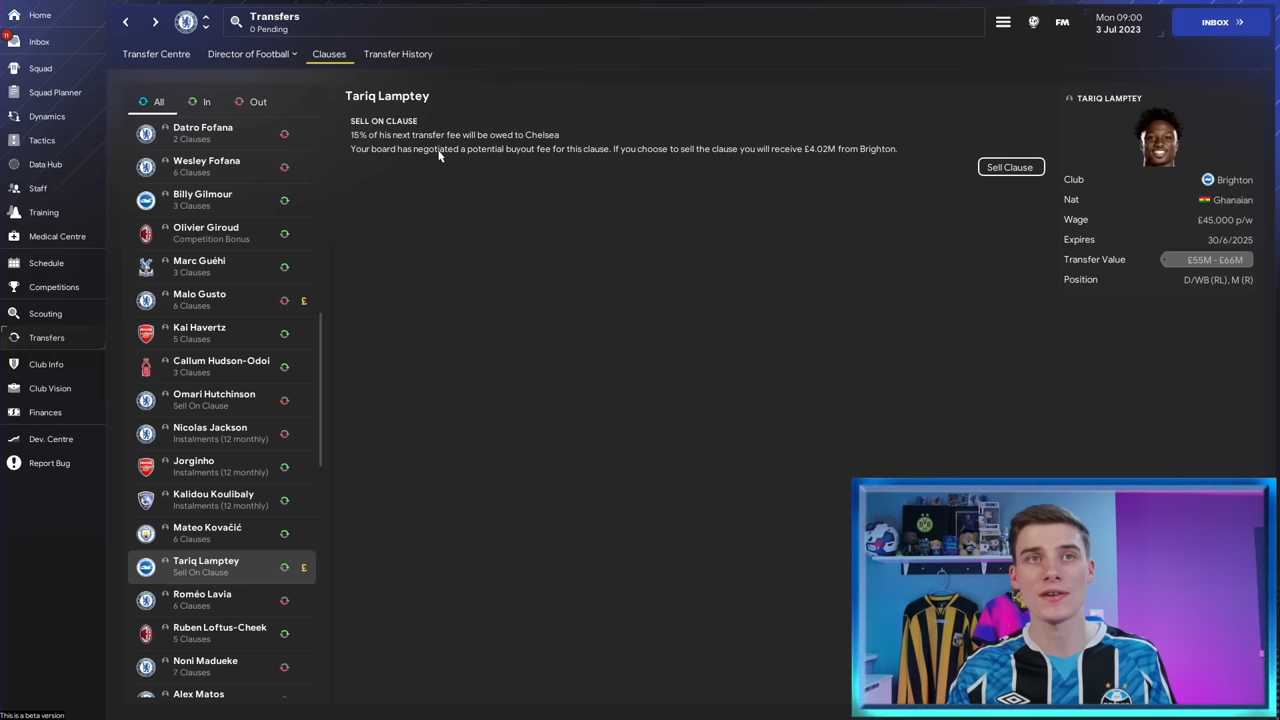 Home
11
Inbox
Squad
Squad Planner
Dynamics
Tactics
Data Hub
Staff
Training
Medical Centre
Schedule
Competitions
Scouting
Transfers
Club Info
Club Vision
Finances
Dev. Centre
Report Bug
This is a beta version
Transfers
0 Pending
FM
Mon 09:00
3 Jul 2023
INBOX
Transfer Centre
Director of Football
Clauses
Transfer History
All
In
Out
Datro Fofana
2 Clauses
Wesley Fofana
6 Clauses
Billy Gilmour
3 Clauses
Olivier Giroud
Competition Bonus
Marc Guéhi
3 Clauses
Malo Gusto
6 Clauses
£
Kai Havertz
5 Clauses
Callum Hudson-Odoi
3 Clauses
Omari Hutchinson
Sell On Clause
Nicolas Jackson
Instalments (12 monthly)
Jorginho
Instalments (12 monthly)
Kalidou Koulibaly
Instalments (12 monthly)
Mateo Kovačić
6 Clauses
Tariq Lamptey
Sell On Clause
£
Roméo Lavia
6 Clauses
Ruben Loftus-Cheek
5 Clauses
Noni Madueke
7 Clauses
Alex Matos
Tariq Lamptey
SELL ON CLAUSE
15% of his next transfer fee will be owed to Chelsea
Your board has negotiated a potential buyout fee for this clause. If you choose to sell the clause you will receive £4.02M from Brighton.
Sell Clause
TARIQ LAMPTEY
Club Brighton
Nat Ghanaian
Wage £45,000 p/w
Expires 30/6/2025
Transfer Value £55M - £66M
Position D/WB (RL), M (R)
BVB